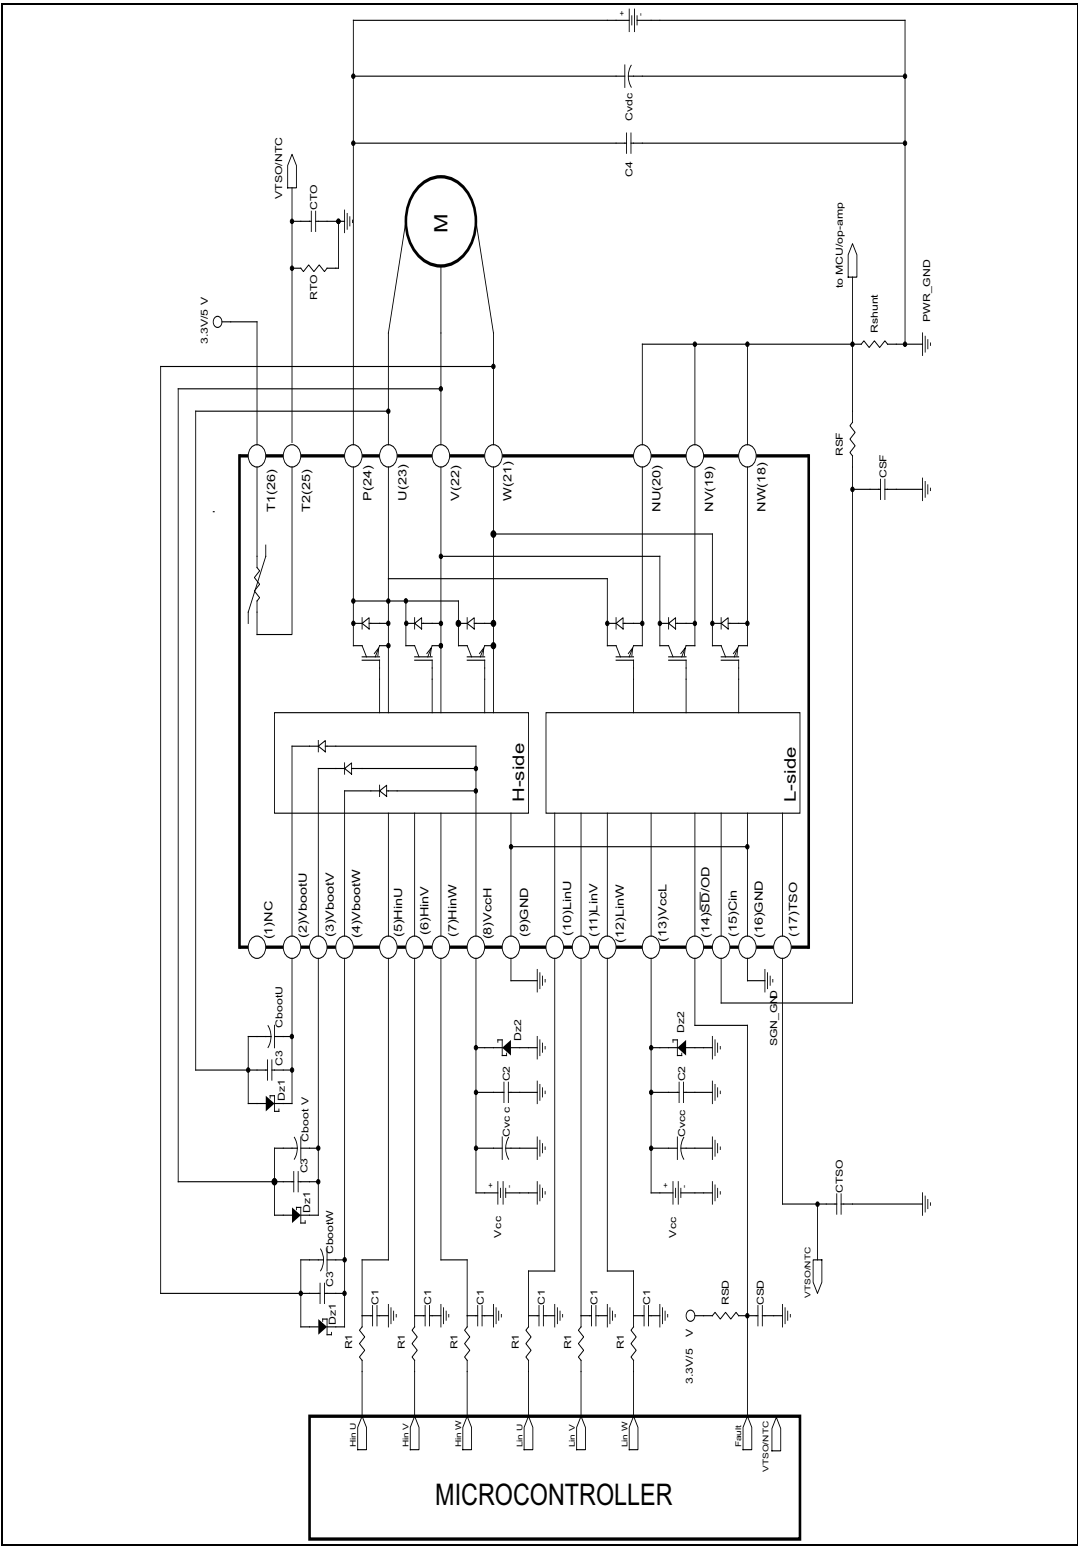 + -
Cvdc
C4
VTSO/NTC
CTO
RTO
3.3V/5 V
M
to MCU/op-amp
Rshunt
PWR_GND
RSF
CSF
T1(26)
T2(25)
P(24)
U(23)
V(22)
W(21)
NU(20)
NV(19)
NW(18)
H-side
L-side
(1)NC
(2)VbootU
(3)VbootV
(4)VbootW
(5)HinU
(6)HinV
(7)HinW
(8)VccH
(9)GND
(10)LinU
(11)LinV
(12)LinW
(13)VccL
(14)SD/OD
(15)Cin
(16)GND
(17)TSO
SGN_GND
CbootU
C3
Dz1
Cboot V
C3
Dz1
CbootW
C3
Dz1
Dz2
C2
Cvc c
+ -
Vcc
Dz2
C2
Cvcc
+ -
Vcc
CTSO
VTSO/NTC
R1
C1
R1
C1
R1
C1
R1
C1
R1
C1
R1
C1
3.3V/5 V
RSD
CSD
Hin U
Hin V
Hin W
Lin U
Lin V
Lin W
Fault
VTSO/NTC
MICROCONTROLLER